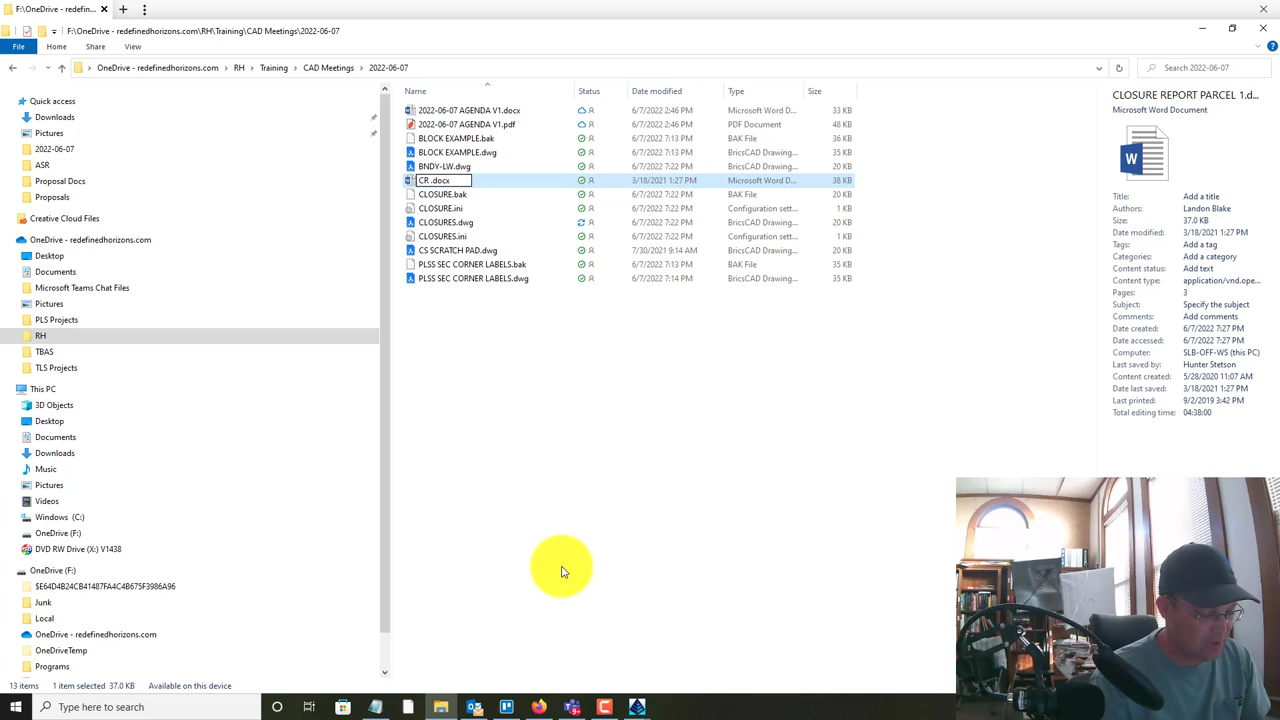 F:\OneDrive - redefinedhorizons.com
F:\OneDrive - redefinedhorizons.com\RH\Training\CAD Meetings\2022-06-07
File Home Share View
OneDrive - redefinedhorizons.com > RH > Training > CAD Meetings > 2022-06-07
Search 2022-06-07
Quick access
Downloads
Pictures
2022-06-07
ASR
Proposal Docs
Proposals
Creative Cloud Files
OneDrive - redefinedhorizons.com
Desktop
Documents
Microsoft Teams Chat Files
Pictures
PLS Projects
RH
TBAS
TLS Projects
This PC
3D Objects
Desktop
Documents
Downloads
Music
Pictures
Videos
Windows (C:)
OneDrive (F:)
DVD RW Drive (X:) V1438
OneDrive (F:)
$E64D4B24CB41487FA4C4B675F3986A96
Junk
Local
OneDrive - redefinedhorizons.com
OneDriveTemp
Programs
Name Status Date modified Type Size
2022-06-07 AGENDA V1.docx 6/7/2022 2:46 PM Microsoft Word D... 33 KB
2022-06-07 AGENDA V1.pdf 6/7/2022 2:46 PM PDF Document 48 KB
BLOCK EXAMPLE.bak 6/7/2022 7:13 PM BAK File 36 KB
BLOCK EXAMPLE.dwg 6/7/2022 7:13 PM BricsCAD Drawing... 35 KB
BNDY-LW.dwg 6/7/2022 7:22 PM BricsCAD Drawing... 20 KB
CR .docx 3/18/2021 1:27 PM Microsoft Word D... 38 KB
CLOSURE.bak 6/7/2022 7:22 PM BAK File 20 KB
CLOSURE.ini 6/7/2022 7:22 PM Configuration sett... 1 KB
CLOSURES.dwg 6/7/2022 7:22 PM BricsCAD Drawing... 20 KB
CLOSURES.ini 6/7/2022 7:22 PM Configuration sett... 1 KB
CS SCRATCH PAD.dwg 7/30/2021 9:14 AM BricsCAD Drawing... 20 KB
PLSS SEC CORNER LABELS.bak 6/7/2022 7:13 PM BAK File 35 KB
PLSS SEC CORNER LABELS.dwg 6/7/2022 7:14 PM BricsCAD Drawing... 35 KB
CLOSURE REPORT PARCEL 1.d...
Microsoft Word Document
Title: Add a title
Authors: Landon Blake
Size: 37.0 KB
Date modified: 3/18/2021 1:27 PM
Tags: Add a tag
Categories: Add a category
Content status: Add text
Content type: application/vnd.ope...
Pages: 3
Subject: Specify the subject
Comments: Add comments
Date created: 6/7/2022 7:27 PM
Date accessed: 6/7/2022 7:27 PM
Computer: SLB-OFF-WS (this PC)
Last saved by: Hunter Stetson
Content created: 5/28/2020 11:07 AM
Date last saved: 3/18/2021 1:27 PM
Last printed: 9/2/2019 3:42 PM
Total editing time: 04:38:00
13 items 1 item selected 37.0 KB Available on this device
Type here to search